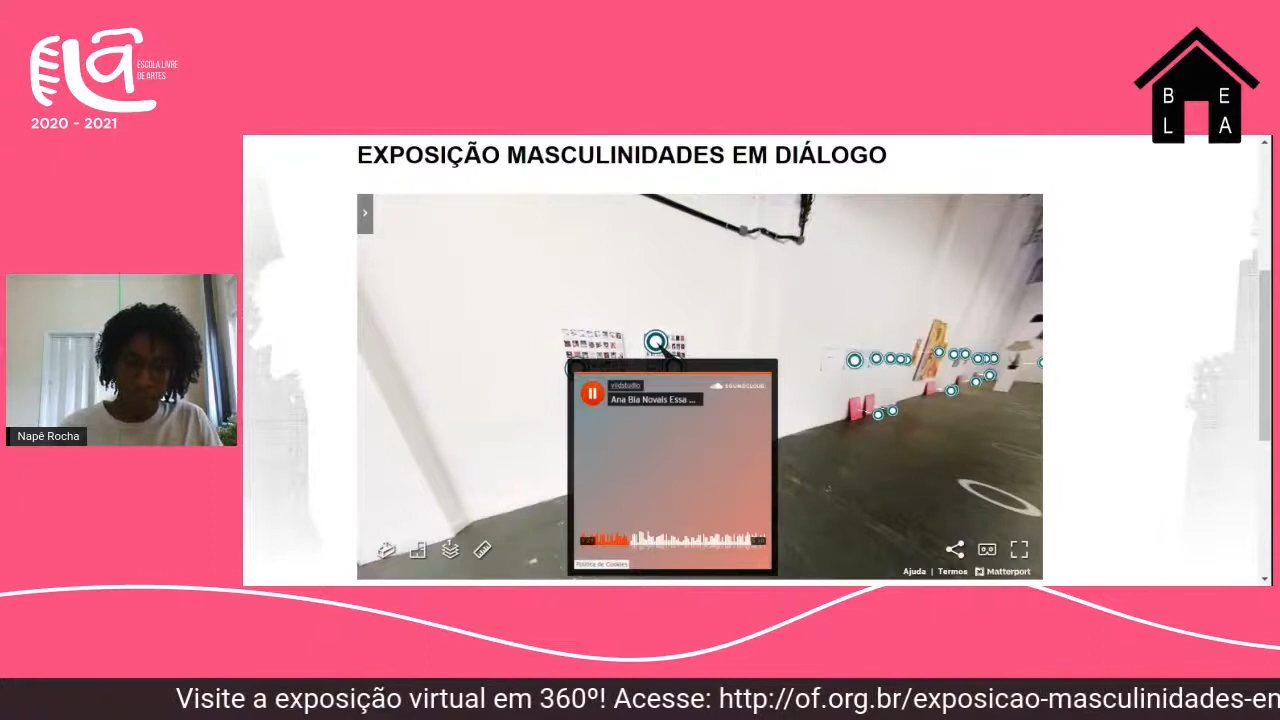 ESCOLA LIVRE
DE ARTES
2020 - 2021
B E
L A
EXPOSIÇÃO MASCULINIDADES EM DIÁLOGO
vildstudio
SOUNDCLOUD
Ana Bia Novais Essa ...
Política de Cookies
Napê Rocha
Ajuda | Termos Matterport
Visite a exposição virtual em 360º! Acesse: http://of.org.br/exposicao-masculinidades-en